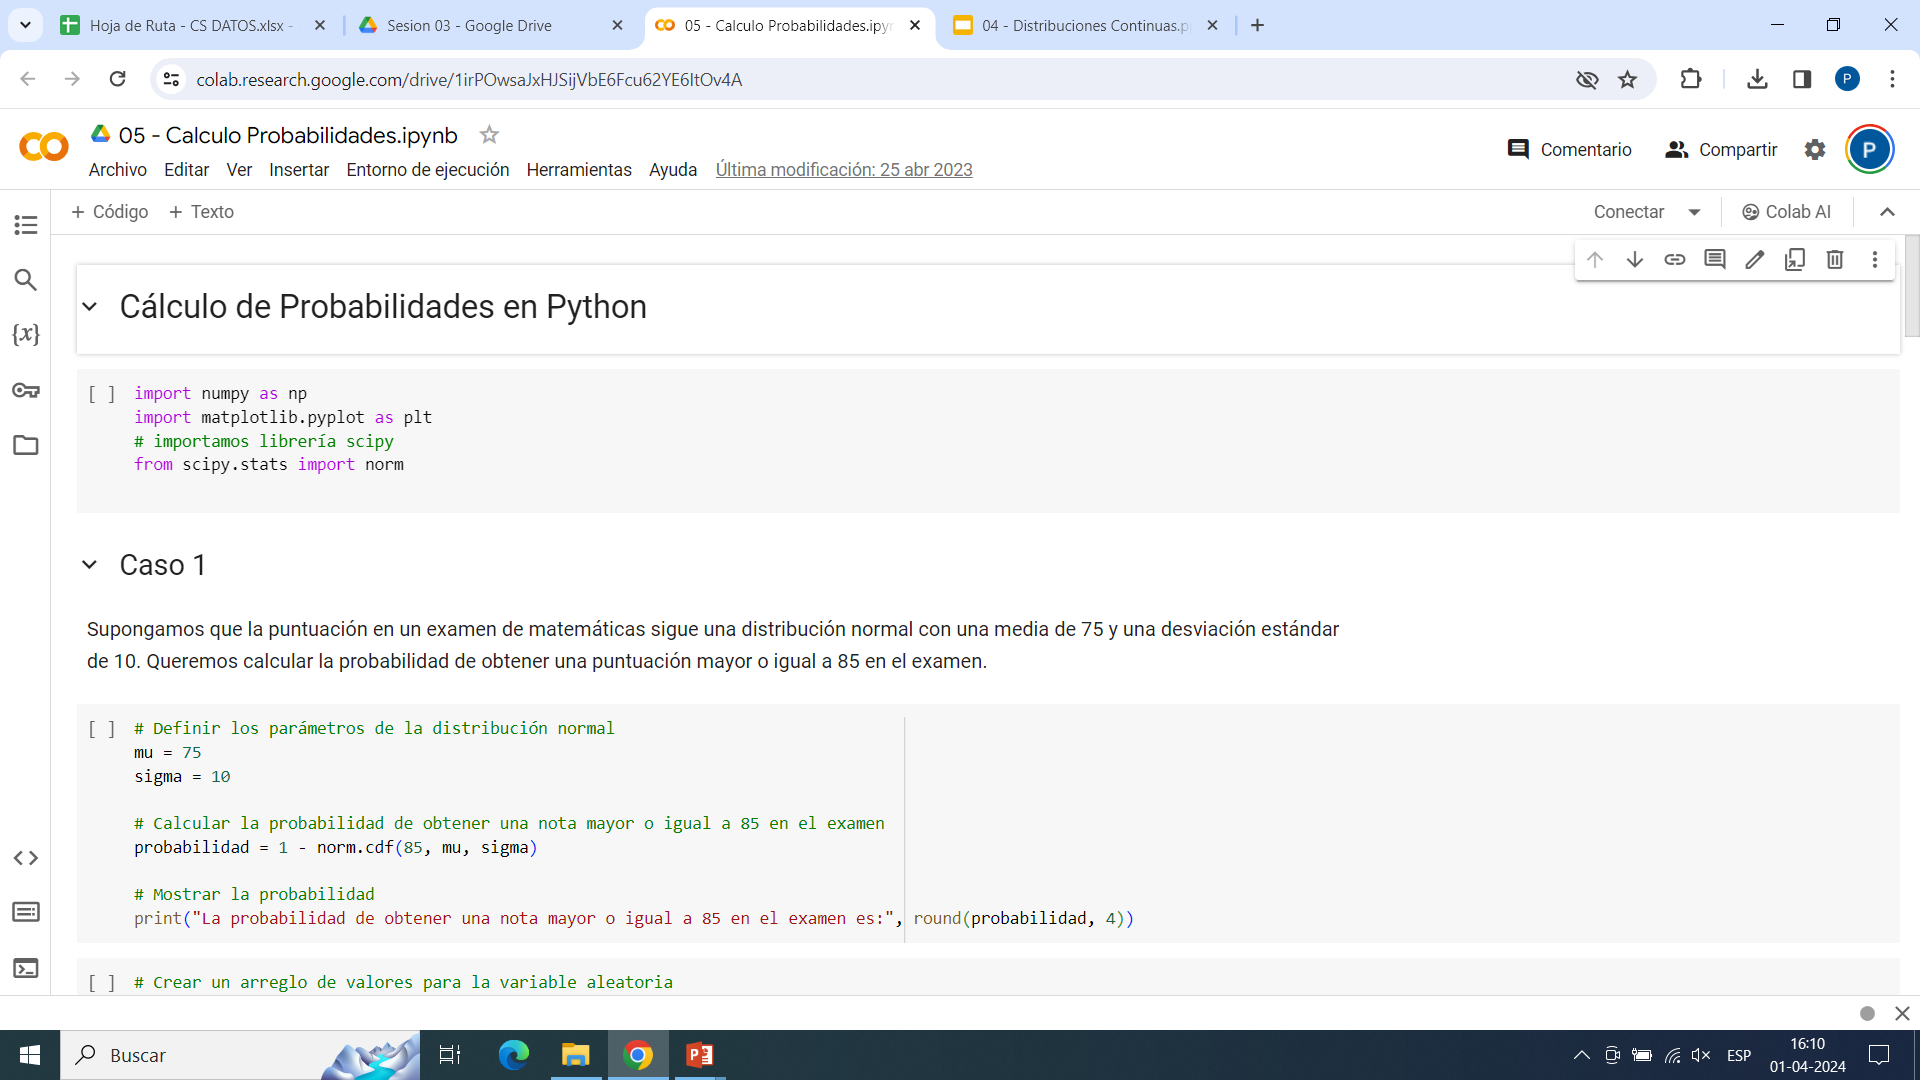 Hoja de Ruta - CS DATOS.xlsx -
Sesion 03 - Google Drive
05 - Calculo Probabilidades.ipyn
04 - Distribuciones Continuas.p
colab.research.google.com/drive/1irPOwsaJxHJSijVbE6Fcu62YE6ItOv4A
P
CO
05 - Calculo Probabilidades.ipynb
Archivo Editar Ver Insertar Entorno de ejecución Herramientas Ayuda Última modificación: 25 abr 2023
Comentario
Compartir
P
+ Código + Texto
Conectar
Colab AI
{x}
Cálculo de Probabilidades en Python
[ ] import numpy as np
import matplotlib.pyplot as plt
# importamos librería scipy
from scipy.stats import norm
Caso 1
Supongamos que la puntuación en un examen de matemáticas sigue una distribución normal con una media de 75 y una desviación estándar
de 10. Queremos calcular la probabilidad de obtener una puntuación mayor o igual a 85 en el examen.
[ ] # Definir los parámetros de la distribución normal
mu = 75
sigma = 10
# Calcular la probabilidad de obtener una nota mayor o igual a 85 en el examen
probabilidad = 1 - norm.cdf(85, mu, sigma)
# Mostrar la probabilidad
print("La probabilidad de obtener una nota mayor o igual a 85 en el examen es:", round(probabilidad, 4))
[ ] # Crear un arreglo de valores para la variable aleatoria
Buscar
ESP
16:10
01-04-2024